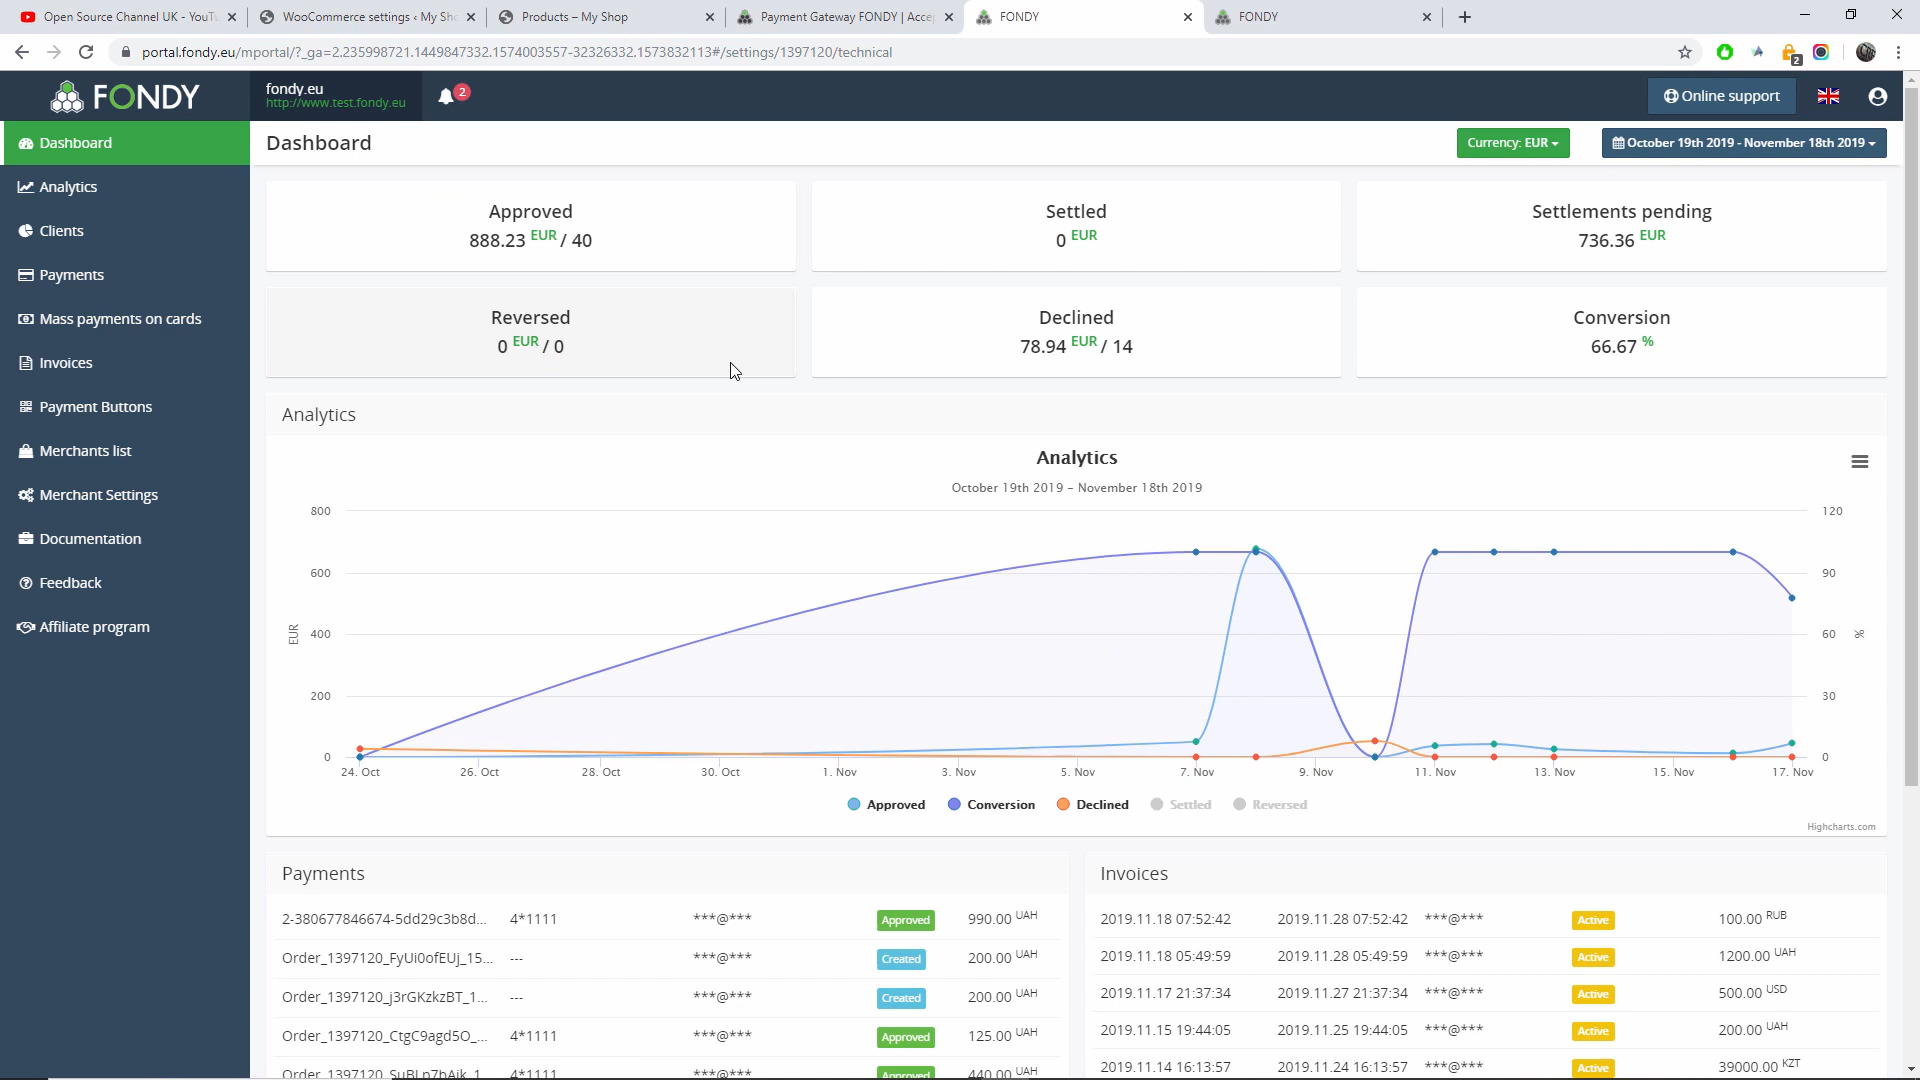 Open Source Channel UK - YouTu
WooCommerce settings ‹ My Sho
Products – My Shop
Payment Gateway FONDY | Accep
FONDY
FONDY
portal.fondy.eu/mportal/?_ga=2.235998721.1449847332.1574003557-32326332.1573832113#/settings/1397120/technical
2
FONDY
fondy.eu
http://www.test.fondy.eu
2
Online support
Dashboard
Analytics
Clients
Payments
Mass payments on cards
Invoices
Payment Buttons
Merchants list
Merchant Settings
Documentation
Feedback
Affiliate program
Dashboard
Currency: EUR
October 19th 2019 - November 18th 2019
Approved
888.23 EUR / 40
Settled
0 EUR
Settlements pending
736.36 EUR
Reversed
0 EUR / 0
Declined
78.94 EUR / 14
Conversion
66.67 %
Analytics
Analytics
October 19th 2019 – November 18th 2019
800
600
400
200
0
EUR
120
90
60
30
0
%
24. Oct
26. Oct
28. Oct
30. Oct
1. Nov
3. Nov
5. Nov
7. Nov
9. Nov
11. Nov
13. Nov
15. Nov
17. Nov
Approved
Conversion
Declined
Settled
Reversed
Highcharts.com
Payments
2-380677846674-5dd29c3b8d... 4*1111 ***@*** Approved 990.00 UAH
Order_1397120_FyUi0ofEUj_15... --- ***@*** Created 200.00 UAH
Order_1397120_j3rGKzkzBT_1... --- ***@*** Created 200.00 UAH
Order_1397120_CtgC9agd5O_... 4*1111 ***@*** Approved 125.00 UAH
4*1111 ***@*** Approved 440.00 UAH
Invoices
2019.11.18 07:52:42 2019.11.28 07:52:42 ***@*** Active 100.00 RUB
2019.11.18 05:49:59 2019.11.28 05:49:59 ***@*** Active 1200.00 UAH
2019.11.17 21:37:34 2019.11.27 21:37:34 ***@*** Active 500.00 USD
2019.11.15 19:44:05 2019.11.25 19:44:05 ***@*** Active 200.00 UAH
2019.11.14 16:13:57 2019.11.24 16:13:57 ***@*** Active 39000.00 KZT